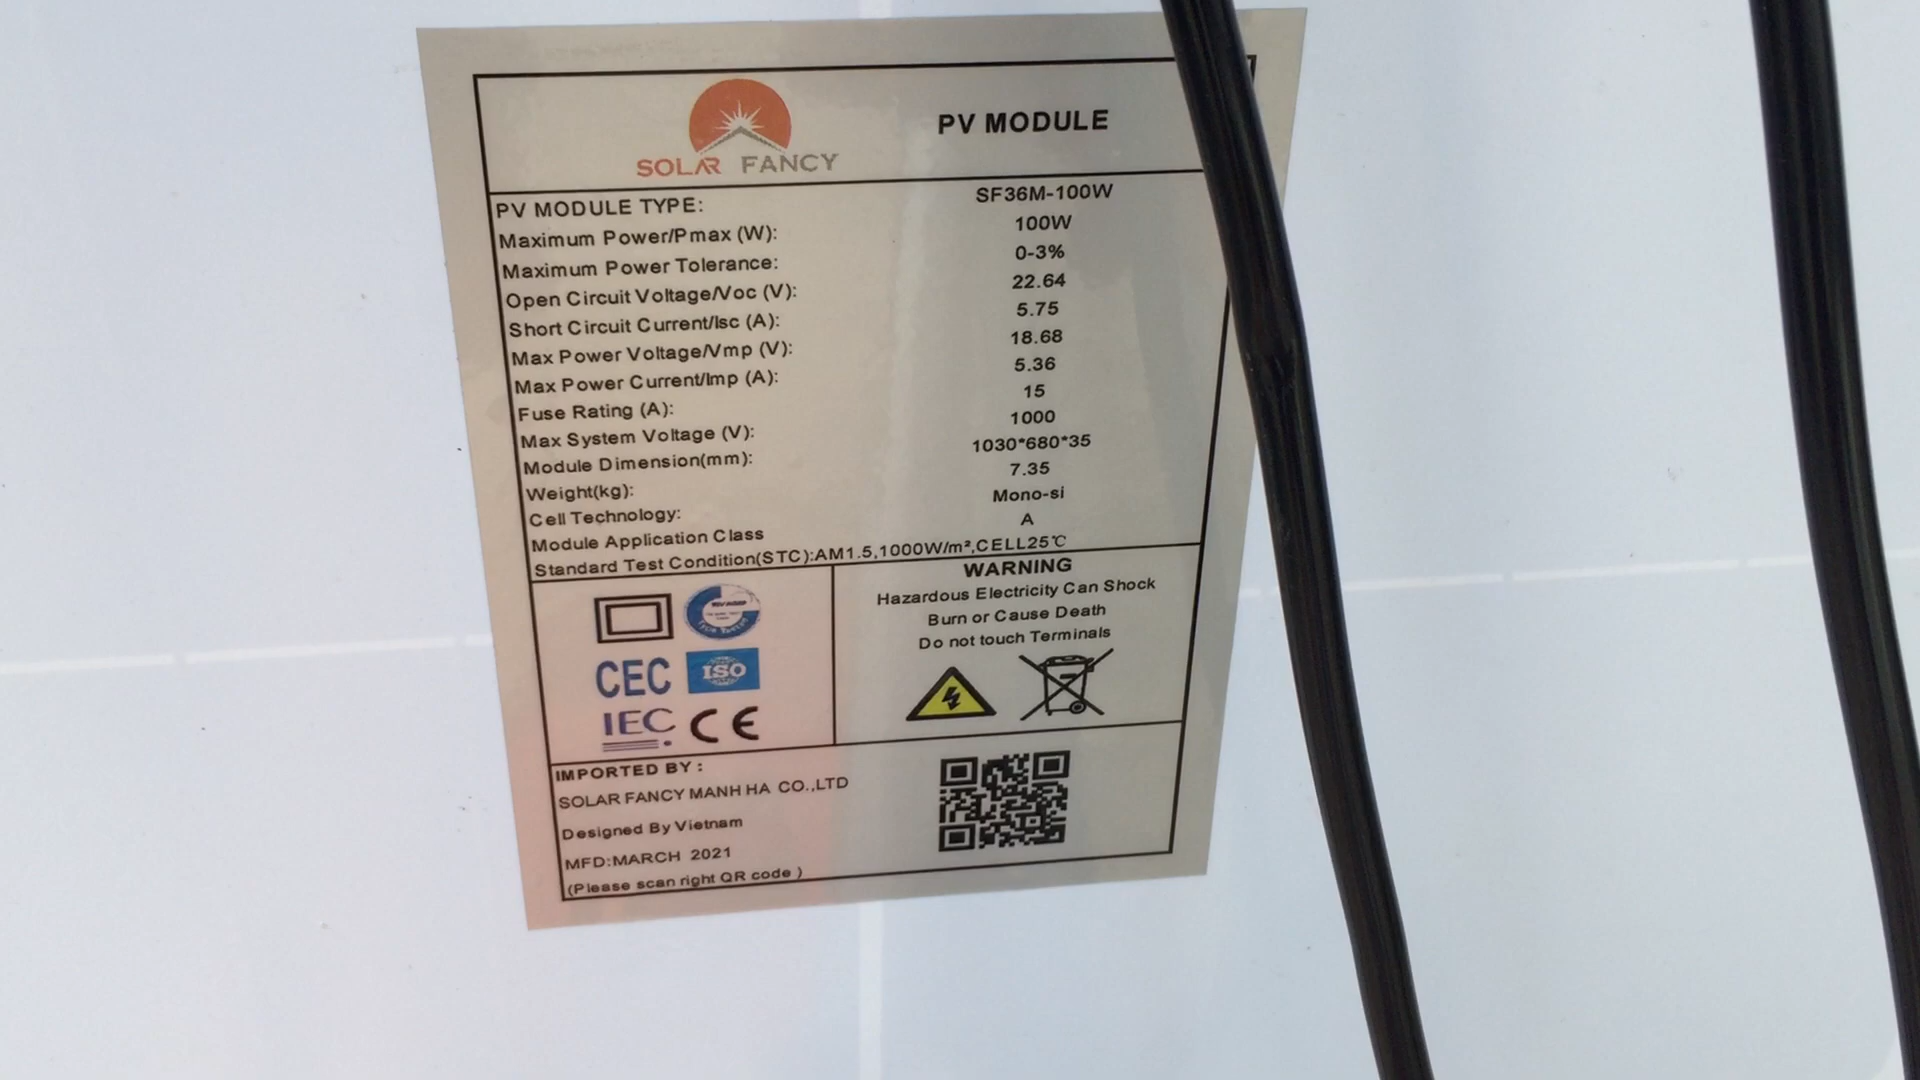 SOLAR FANCY
PV MODULE
PV MODULE TYPE: SF36M-100W
Maximum Power/Pmax (W): 100W
Maximum Power Tolerance: 0-3%
Open Circuit Voltage/Voc (V): 22.64
Short Circuit Current/Isc (A): 5.75
Max Power Voltage/Vmp (V): 18.68
Max Power Current/Imp (A): 5.36
Fuse Rating (A): 15
Max System Voltage (V): 1000
Module Dimension(mm): 1030*680*35
Weight(kg): 7.35
Cell Technology: Mono-si
Module Application Class A
Standard Test Condition(STC):AM1.5,1000W/m²,CELL25℃
CEC
ISO
IEC
CE
WARNING
Hazardous Electricity Can Shock
Burn or Cause Death
Do not touch Terminals
IMPORTED BY :
SOLAR FANCY MANH HA CO.,LTD
Designed By Vietnam
MFD:MARCH 2021
(Please scan right QR code )